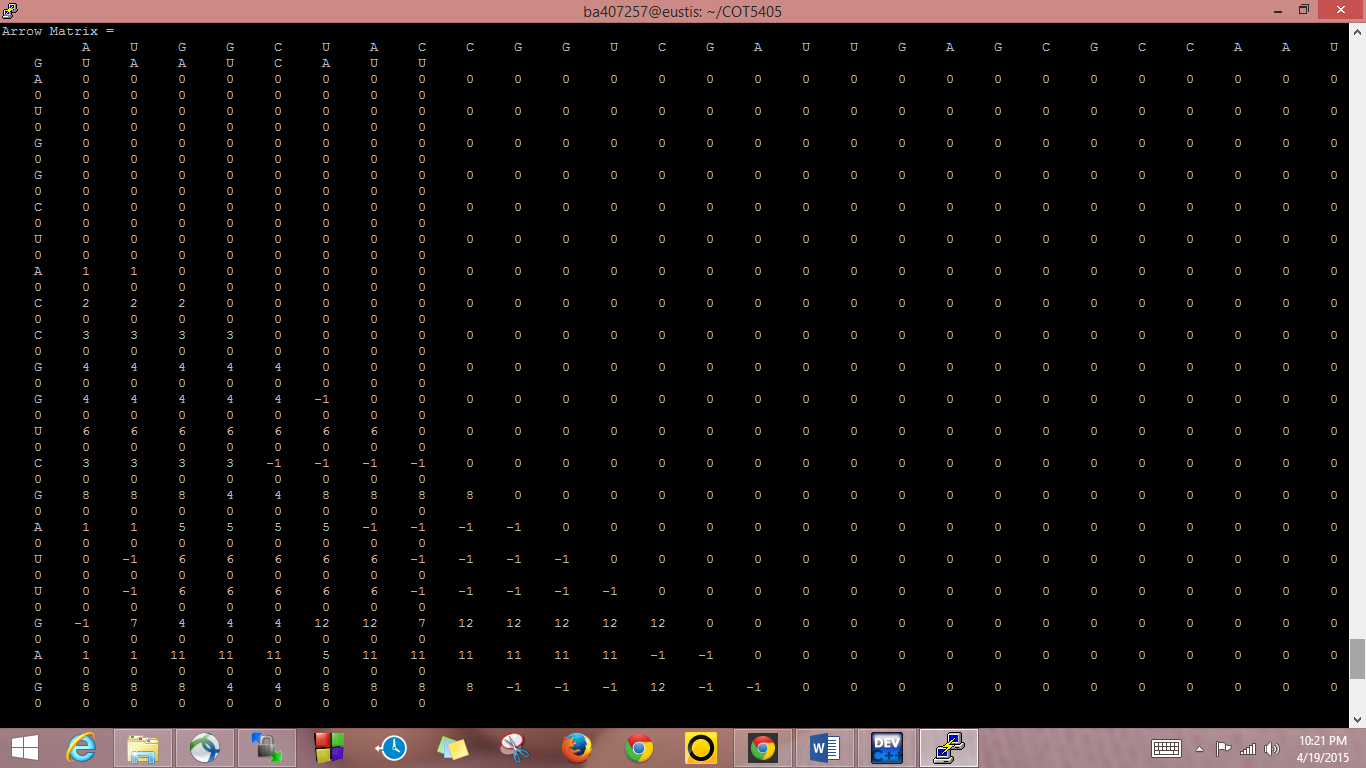 ba407257@eustis: ~/COT5405
Arrow Matrix =
A U G G C U A C C G G U C G A U U G A G C G C C A A U
G U A A U C A U U
A 0 0 0 0 0 0 0 0 0 0 0 0 0 0 0 0 0 0 0 0 0 0 0 0 0 0 0
0 0 0 0 0 0 0 0 0
U 0 0 0 0 0 0 0 0 0 0 0 0 0 0 0 0 0 0 0 0 0 0 0 0 0 0 0
0 0 0 0 0 0 0 0 0
G 0 0 0 0 0 0 0 0 0 0 0 0 0 0 0 0 0 0 0 0 0 0 0 0 0 0 0
0 0 0 0 0 0 0 0 0
G 0 0 0 0 0 0 0 0 0 0 0 0 0 0 0 0 0 0 0 0 0 0 0 0 0 0 0
0 0 0 0 0 0 0 0 0
C 0 0 0 0 0 0 0 0 0 0 0 0 0 0 0 0 0 0 0 0 0 0 0 0 0 0 0
0 0 0 0 0 0 0 0 0
U 0 0 0 0 0 0 0 0 0 0 0 0 0 0 0 0 0 0 0 0 0 0 0 0 0 0 0
0 0 0 0 0 0 0 0 0
A 1 1 0 0 0 0 0 0 0 0 0 0 0 0 0 0 0 0 0 0 0 0 0 0 0 0 0
0 0 0 0 0 0 0 0 0
C 2 2 2 0 0 0 0 0 0 0 0 0 0 0 0 0 0 0 0 0 0 0 0 0 0 0 0
0 0 0 0 0 0 0 0 0
C 3 3 3 3 0 0 0 0 0 0 0 0 0 0 0 0 0 0 0 0 0 0 0 0 0 0 0
0 0 0 0 0 0 0 0 0
G 4 4 4 4 4 0 0 0 0 0 0 0 0 0 0 0 0 0 0 0 0 0 0 0 0 0 0
0 0 0 0 0 0 0 0 0
G 4 4 4 4 4 -1 0 0 0 0 0 0 0 0 0 0 0 0 0 0 0 0 0 0 0 0 0
0 0 0 0 0 0 0 0 0
U 6 6 6 6 6 6 6 0 0 0 0 0 0 0 0 0 0 0 0 0 0 0 0 0 0 0 0
0 0 0 0 0 0 0 0 0
C 3 3 3 3 -1 -1 -1 -1 0 0 0 0 0 0 0 0 0 0 0 0 0 0 0 0 0 0 0
0 0 0 0 0 0 0 0 0
G 8 8 8 4 4 8 8 8 8 0 0 0 0 0 0 0 0 0 0 0 0 0 0 0 0 0 0
0 0 0 0 0 0 0 0 0
A 1 1 5 5 5 5 -1 -1 -1 -1 0 0 0 0 0 0 0 0 0 0 0 0 0 0 0 0 0
0 0 0 0 0 0 0 0 0
U 0 -1 6 6 6 6 6 -1 -1 -1 -1 0 0 0 0 0 0 0 0 0 0 0 0 0 0 0 0
0 0 0 0 0 0 0 0 0
U 0 -1 6 6 6 6 6 -1 -1 -1 -1 -1 0 0 0 0 0 0 0 0 0 0 0 0 0 0 0
0 0 0 0 0 0 0 0 0
G -1 7 4 4 4 12 12 7 12 12 12 12 12 0 0 0 0 0 0 0 0 0 0 0 0 0 0
0 0 0 0 0 0 0 0 0
A 1 1 11 11 11 5 11 11 11 11 11 11 -1 -1 0 0 0 0 0 0 0 0 0 0 0 0 0
0 0 0 0 0 0 0 0 0
G 8 8 8 4 4 8 8 8 8 -1 -1 -1 12 -1 -1 0 0 0 0 0 0 0 0 0 0 0 0
0 0 0 0 0 0 0 0 0
DEV
C++
10:21 PM
4/19/2015